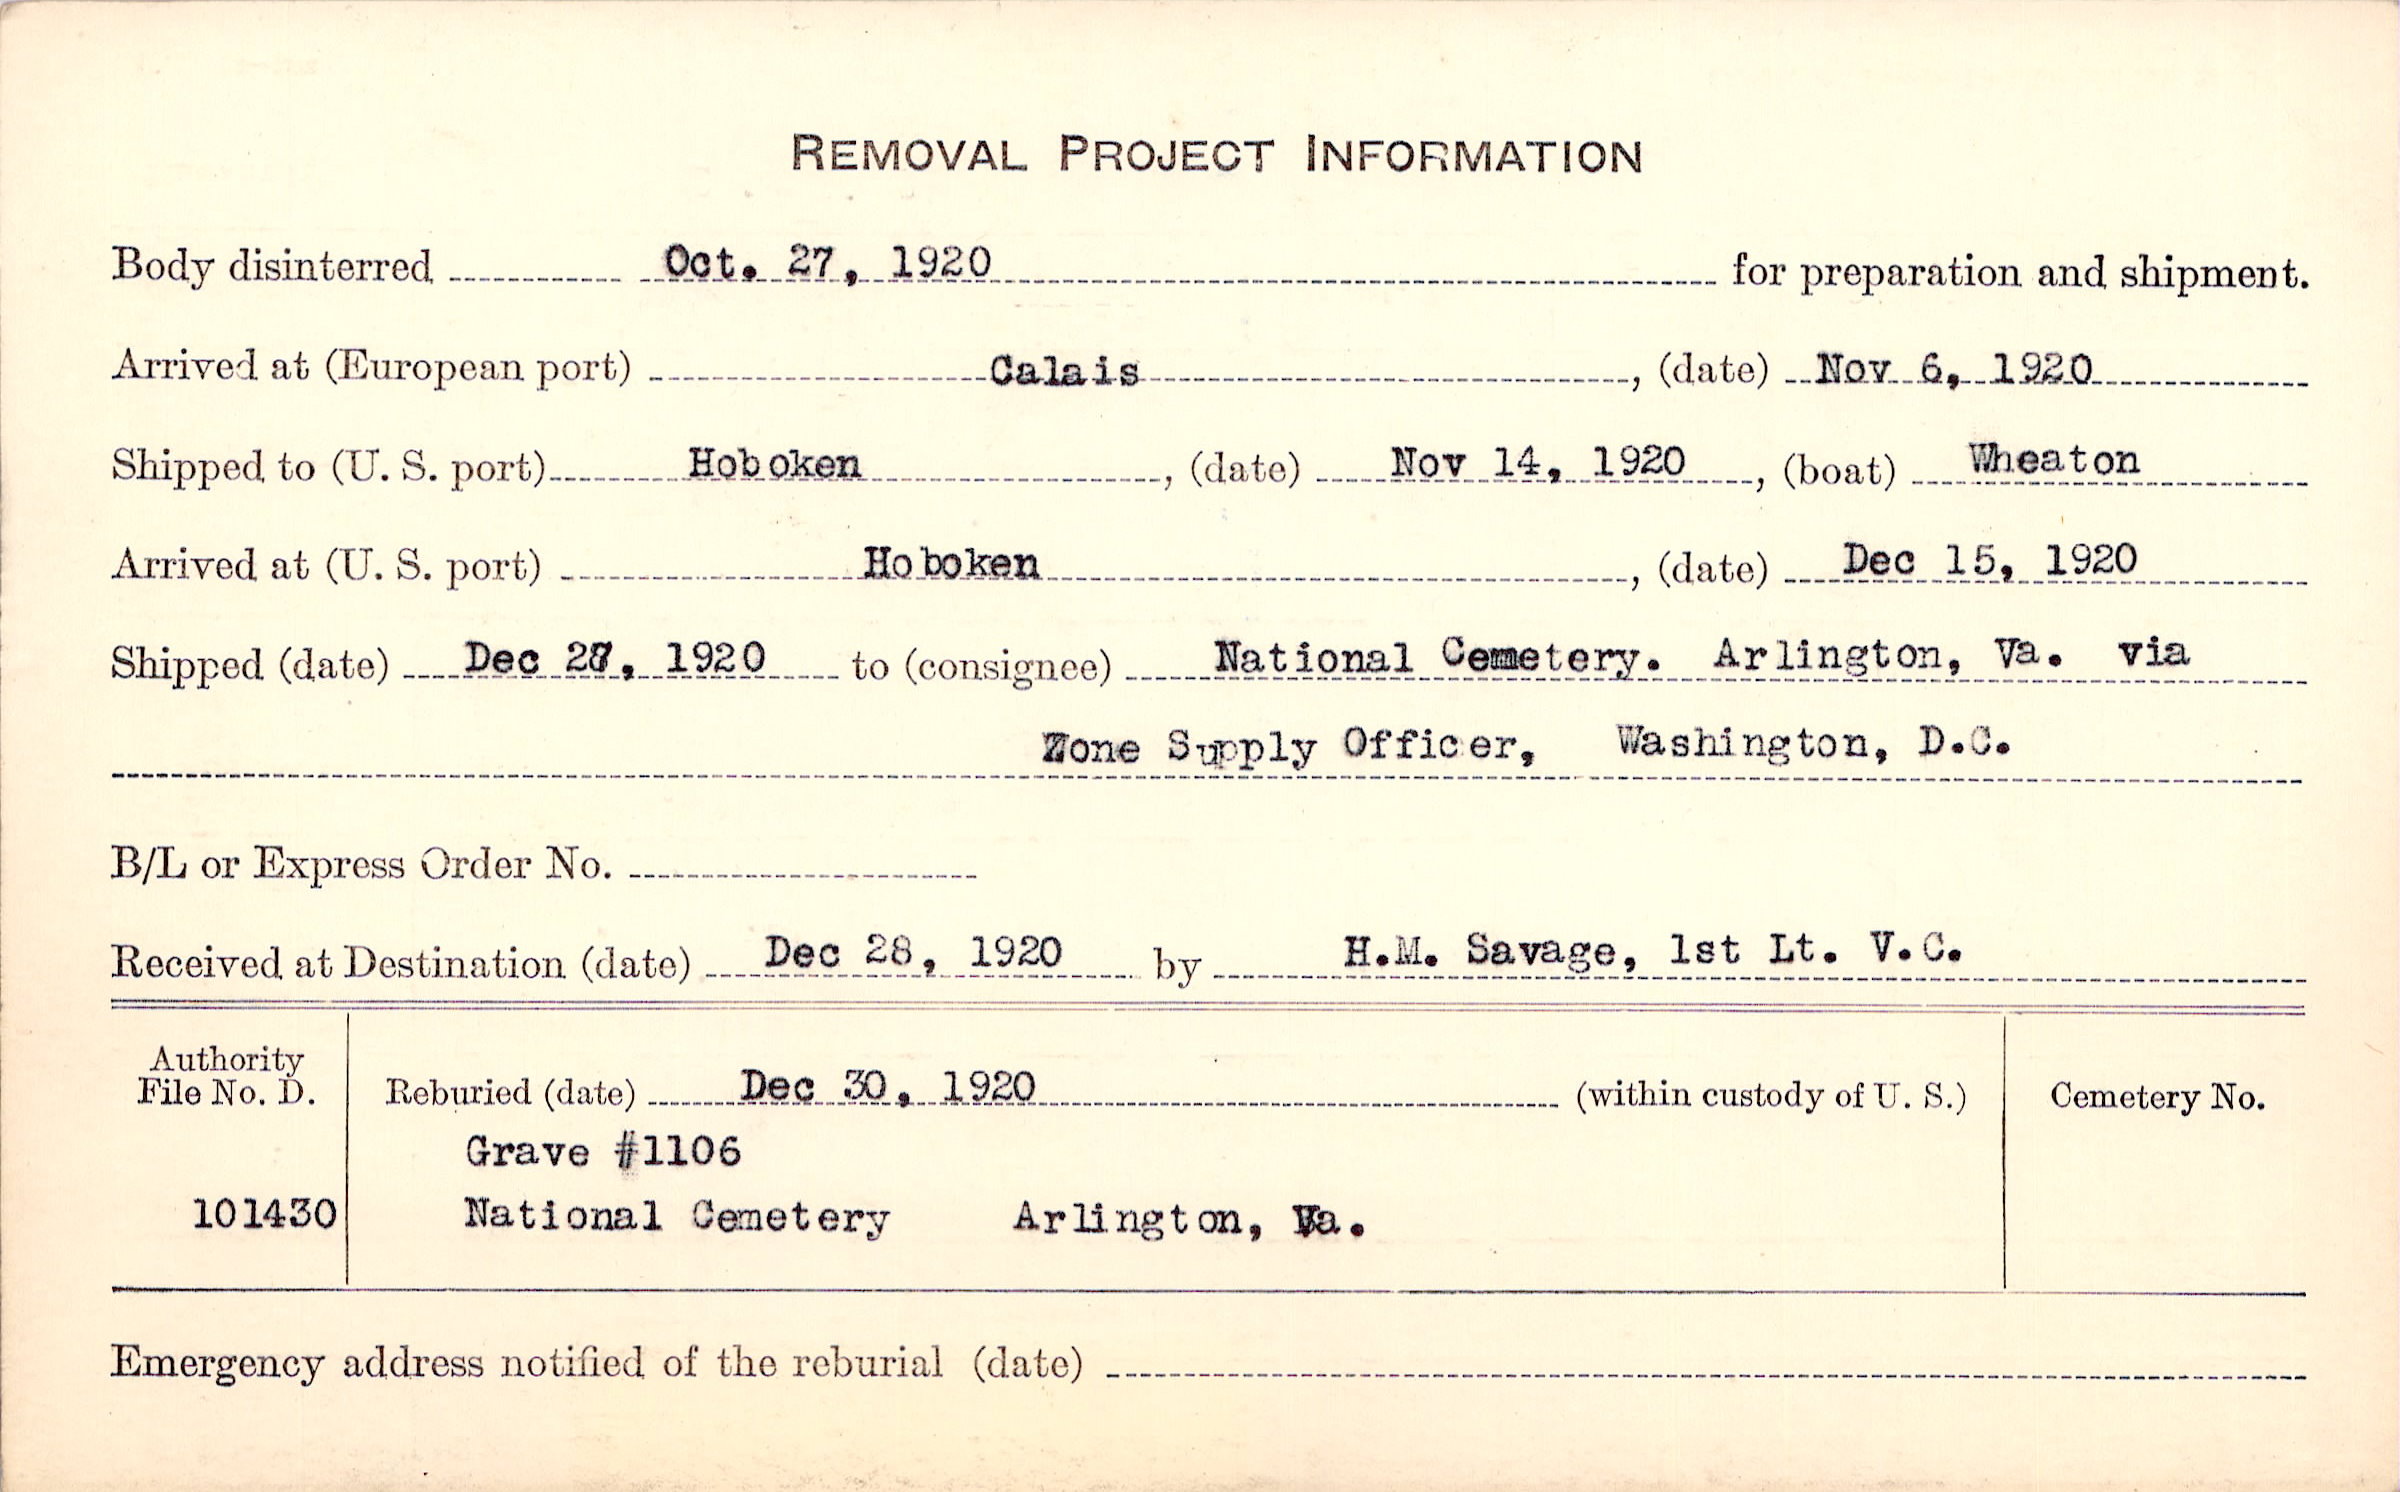 REMOVAL PROJECT INFORMATION
Body disinterred Oct. 27, 1920 for preparation and shipment.
Arrived at (European port) Calais, (date) Nov 6, 1920
Shipped to (U. S. port) Hoboken, (date) Nov 14, 1920, (boat) Wheaton
Arrived at (U. S. port) Hoboken, (date) Dec 15, 1920
Shipped (date) Dec , 1920 to (consignee) National Cemetery. Arlington, Va. via
Zone Supply Officer, Washington, D.C.
B/L or Express Order No.
Received at Destination (date) Dec 28, 1920 by H.M. Savage, 1st Lt. V.C.
Authority
File No. D.
Reburied (date) Dec 30, 1920 (within custody of U. S.)
Cemetery No.
Grave #1106
101430
National Cemetery Arlington, Va.
Emergency address notified of the reburial (date)